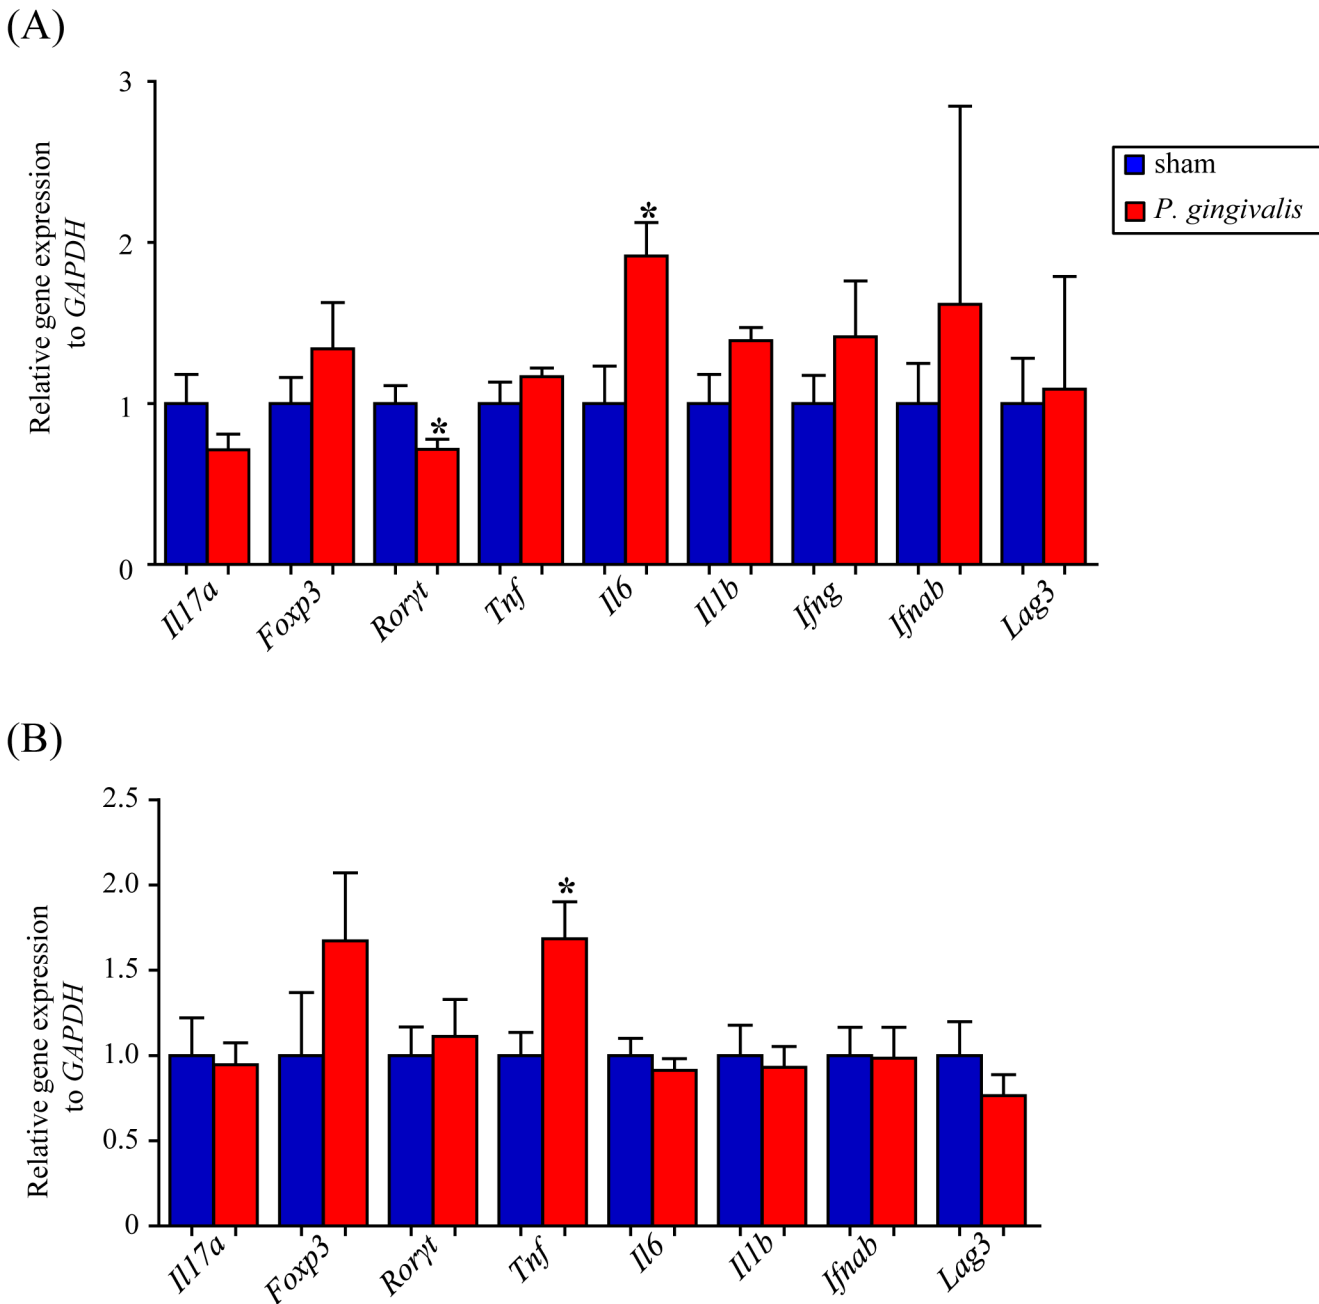 (A)
3
2
1
0
Relative gene expression
to GAPDH
*
*
Il17a
Foxp3
Rorγt
Tnf
Il6
Il1b
Ifng
Ifnab
Lag3
sham
P. gingivalis
(B)
2.5
2.0
1.5
1.0
0.5
0
Relative gene expression
to GAPDH
*
Il17a
Foxp3
Rorγt
Tnf
Il6
Il1b
Ifnab
Lag3